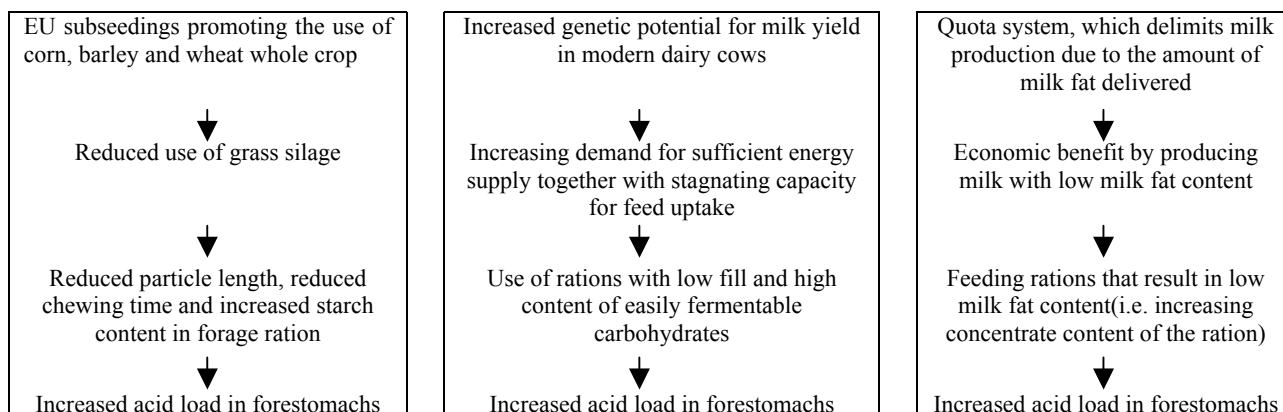 EU subseedings promoting the use of
corn, barley and wheat whole crop
Reduced use of grass silage
Reduced particle length, reduced
chewing time and increased starch
content in forage ration
Increased acid load in forestomachs
Increased genetic potential for milk yield
in modern dairy cows
Increasing demand for sufficient energy
supply together with stagnating capacity
for feed uptake
Use of rations with low fill and high
content of easily fermentable
carbohydrates
Increased acid load in forestomachs
Quota system, which delimits milk
production due to the amount of
milk fat delivered
Economic benefit by producing
milk with low milk fat content
Feeding rations that result in low
milk fat content(i.e. increasing
concentrate content of the ration)
Increased acid load in forestomachs